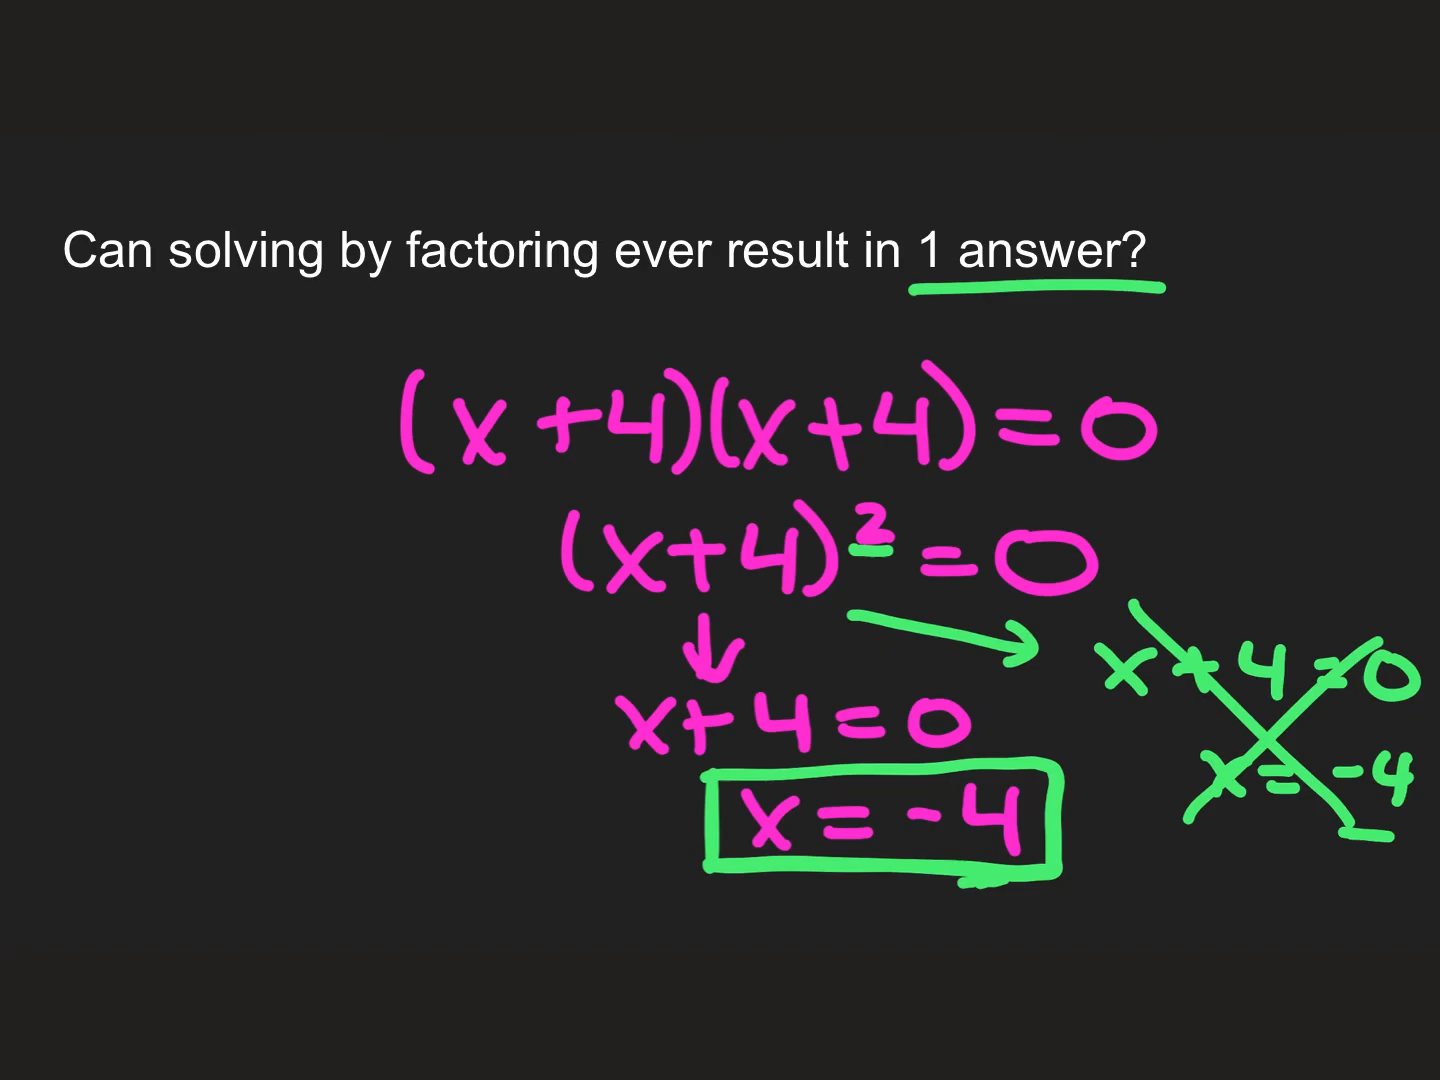 Can solving by factoring ever result in 1 answer?
(x+4)(x+4)=0
(x+4)²=0
x+4=0
x=-4
x+4=0
x=-4